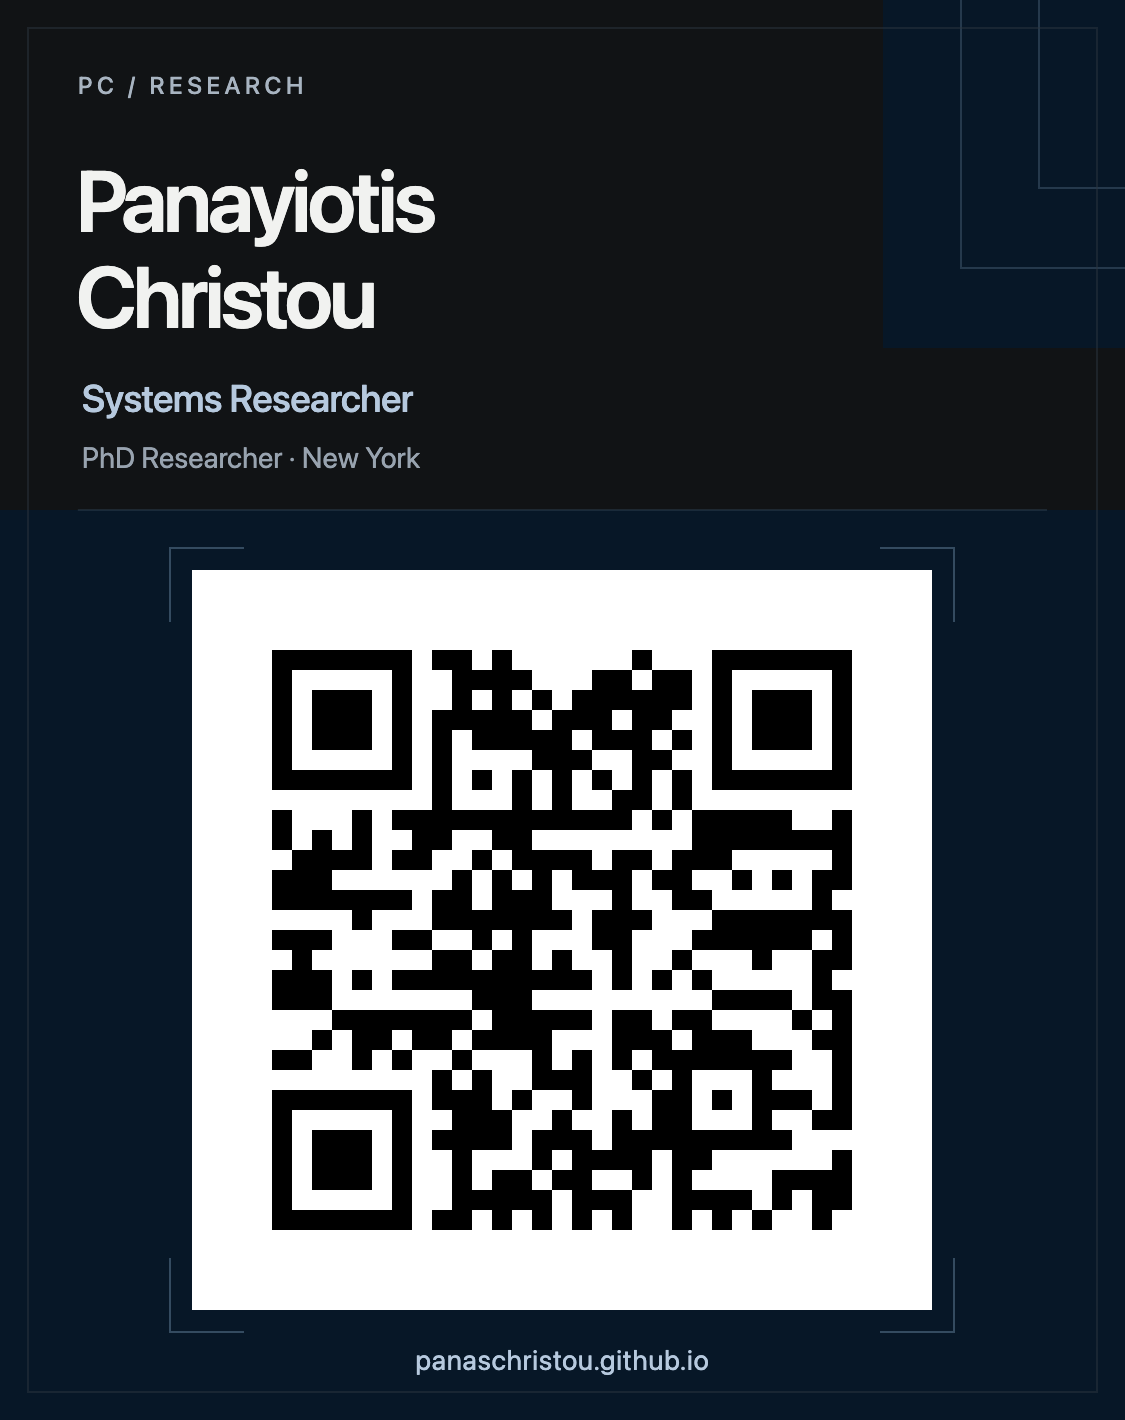 PC / RESEARCH
Panayiotis
Christou
Systems Researcher
PhD Researcher · New York
panaschristou.github.io